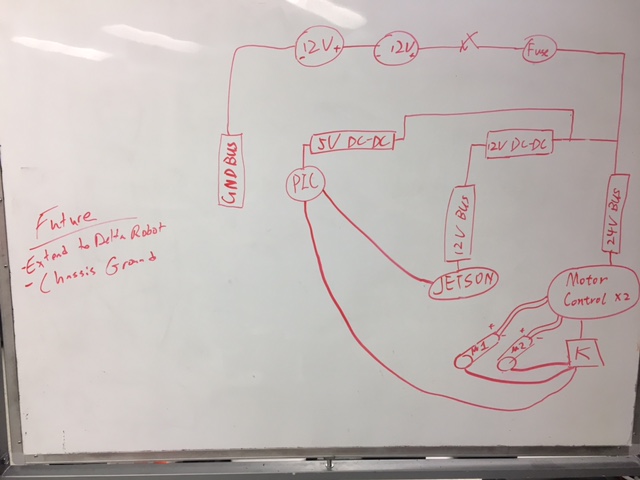 - 12V +
- 12V +
Fuse
GND BUS
5V DC-DC
12V DC-DC
PIC
12V BUS
24V BUS
Future
-Extend to Delta Robot
- Chassis Ground
JETSON
Motor
Control x2
+
-
+
-
M1
M2
K